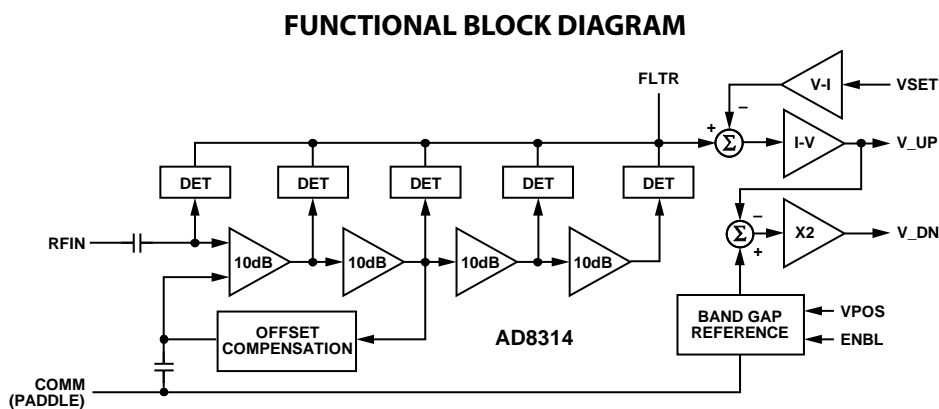 FUNCTIONAL BLOCK DIAGRAM
FLTR
V-I
VSET
–
+
Σ
I-V
V_UP
DET
DET
DET
DET
DET
–
Σ
+
X2
V_DN
RFIN
10dB
10dB
10dB
10dB
OFFSET
COMPENSATION
AD8314
BAND GAP
REFERENCE
VPOS
ENBL
COMM
(PADDLE)